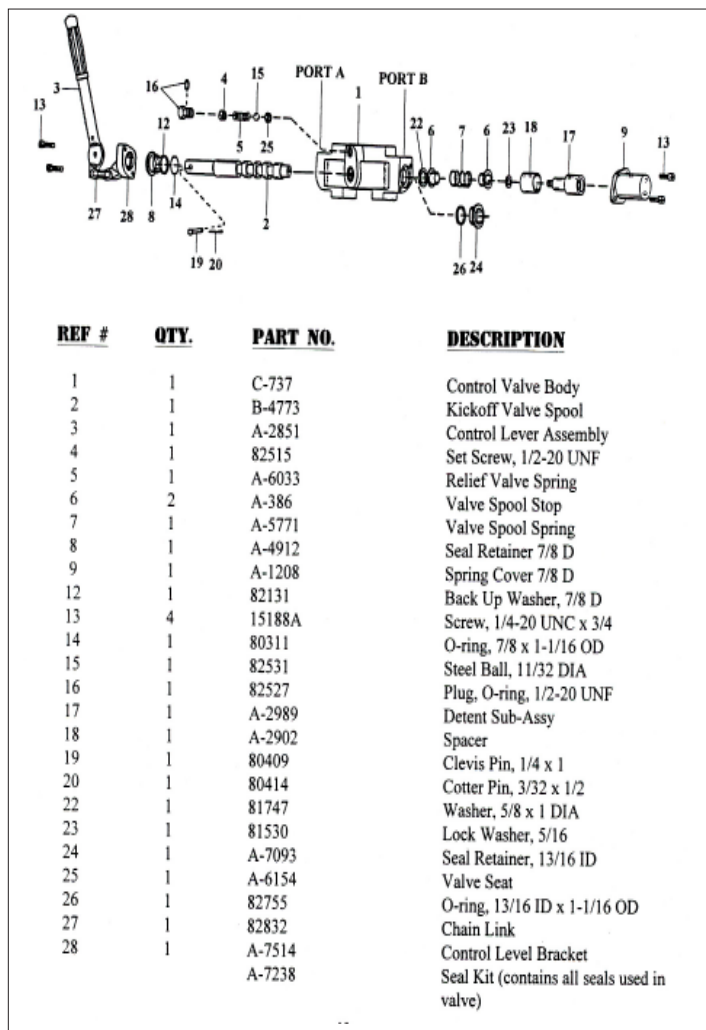 16
4
15
PORT A
PORT B
3
1
13
12
22 6 7 6 23 18 17 9 13
5 25
27 28 8 14
2
19 20
26 24
REF # QTY. PART NO. DESCRIPTION
1 1 C-737 Control Valve Body
2 1 B-4773 Kickoff Valve Spool
3 1 A-2851 Control Lever Assembly
4 1 82515 Set Screw, 1/2-20 UNF
5 1 A-6033 Relief Valve Spring
6 2 A-386 Valve Spool Stop
7 1 A-5771 Valve Spool Spring
8 1 A-4912 Seal Retainer 7/8 D
9 1 A-1208 Spring Cover 7/8 D
12 1 82131 Back Up Washer, 7/8 D
13 4 15188A Screw, 1/4-20 UNC x 3/4
14 1 80311 O-ring, 7/8 x 1-1/16 OD
15 1 82531 Steel Ball, 11/32 DIA
16 1 82527 Plug, O-ring, 1/2-20 UNF
17 1 A-2989 Detent Sub-Assy
18 1 A-2902 Spacer
19 1 80409 Clevis Pin, 1/4 x 1
20 1 80414 Cotter Pin, 3/32 x 1/2
22 1 81747 Washer, 5/8 x 1 DIA
23 1 81530 Lock Washer, 5/16
24 1 A-7093 Seal Retainer, 13/16 ID
25 1 A-6154 Valve Seat
26 1 82755 O-ring, 13/16 ID x 1-1/16 OD
27 1 82832 Chain Link
28 1 A-7514 Control Level Bracket
A-7238 Seal Kit (contains all seals used in
valve)